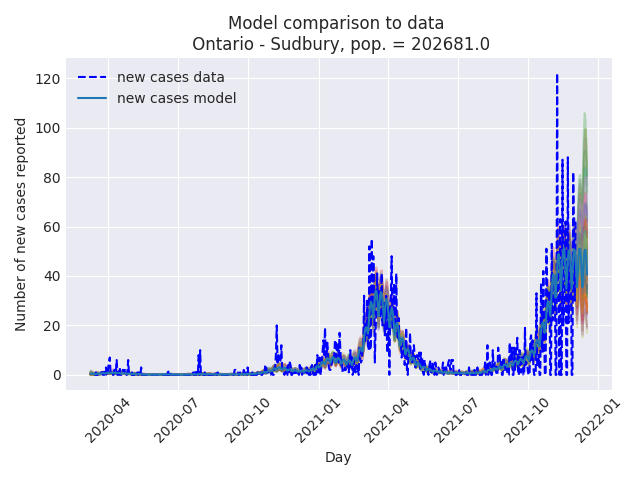 Model comparison to data
Ontario - Sudbury, pop. = 202681.0
new cases data
new cases model
120
100
80
60
40
20
0
Number of new cases reported
2020-04
2020-07
2020-10
2021-01
2021-04
2021-07
2021-10
2022-01
Day